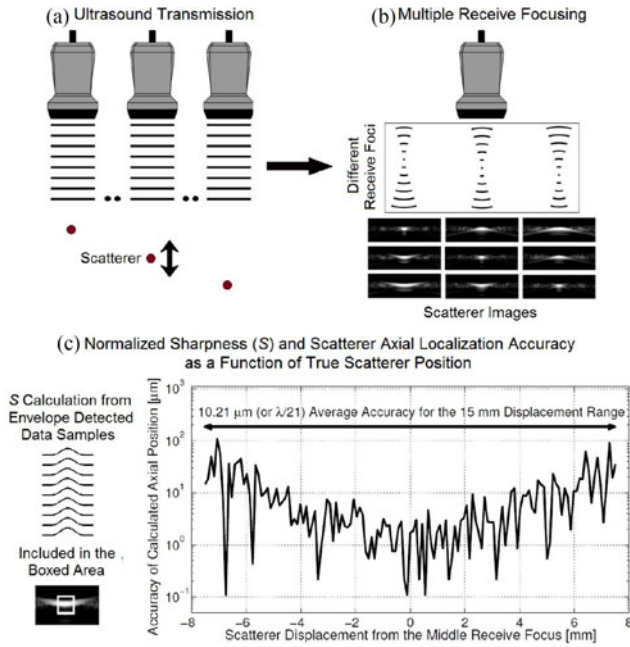 (a) Ultrasound Transmission
(b) Multiple Receive Focusing
Scatterer
Different
Receive Foci
Scatterer Images
(c) Normalized Sharpness (S) and Scatterer Axial Localization Accuracy
as a Function of True Scatterer Position
S Calculation from
Envelope Detected
Data Samples
Included in the
Boxed Area
Accuracy of Calculated Axial Position [μm]
10.21 μm (or λ/21) Average Accuracy for the 15 mm Displacement Range
10³
10²
10¹
10⁰
10⁻¹
−8 −6 −4 −2 0 2 4 6 8
Scatterer Displacement from the Middle Receive Focus [mm]